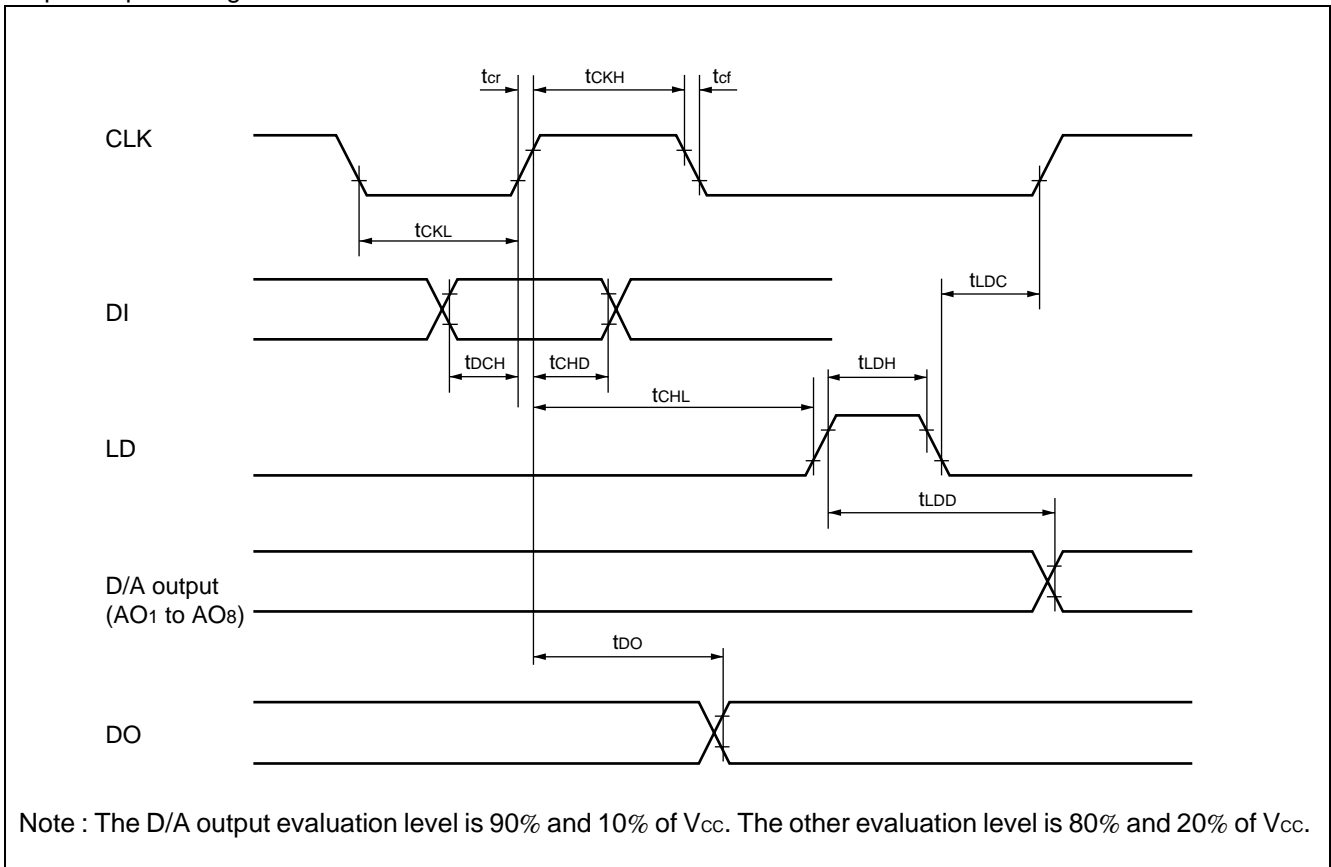 tcr
tCKH
tcf
CLK
tCKL
tLDC
DI
tDCH
tCHD
tLDH
tCHL
LD
tLDD
D/A output
(AO1 to AO8)
tDO
DO
Note : The D/A output evaluation level is 90% and 10% of VCC. The other evaluation level is 80% and 20% of VCC.